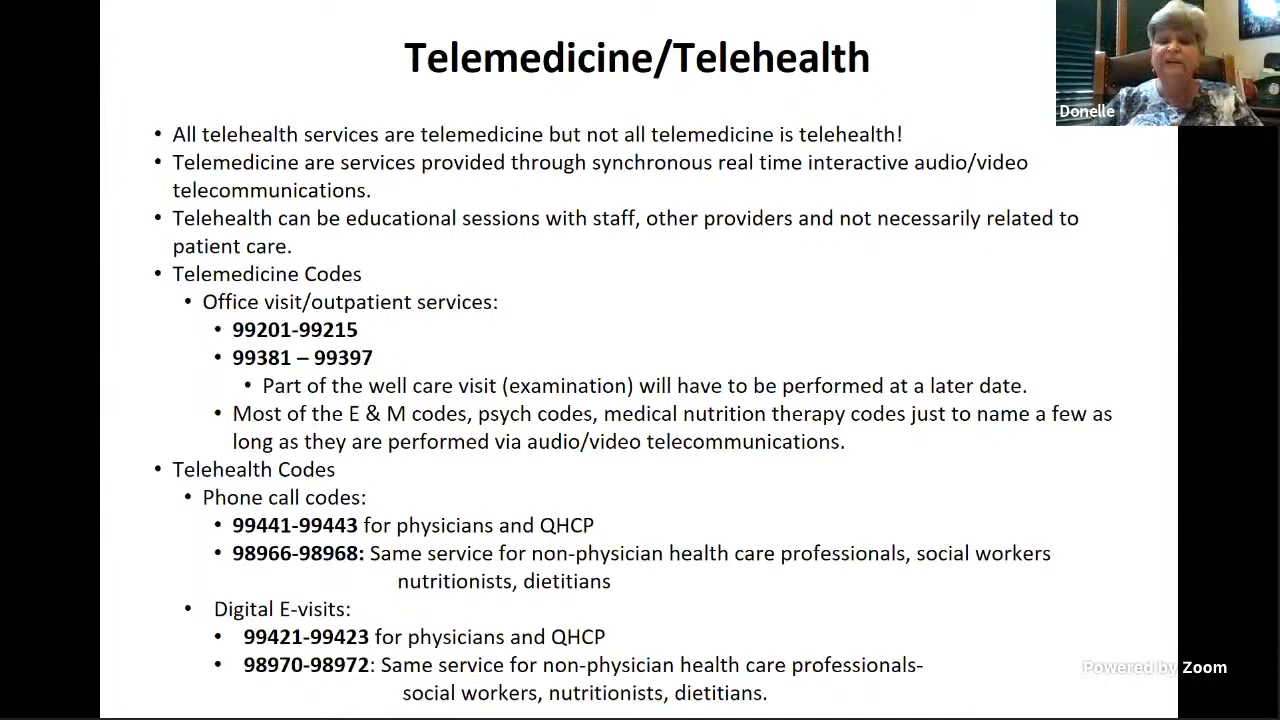 Telemedicine/Telehealth
Donelle
• All telehealth services are telemedicine but not all telemedicine is telehealth!
• Telemedicine are services provided through synchronous real time interactive audio/video
telecommunications.
• Telehealth can be educational sessions with staff, other providers and not necessarily related to
patient care.
• Telemedicine Codes
• Office visit/outpatient services:
• 99201-99215
• 99381 – 99397
• Part of the well care visit (examination) will have to be performed at a later date.
• Most of the E & M codes, psych codes, medical nutrition therapy codes just to name a few as
long as they are performed via audio/video telecommunications.
• Telehealth Codes
• Phone call codes:
• 99441-99443 for physicians and QHCP
• 98966-98968: Same service for non-physician health care professionals, social workers
nutritionists, dietitians
• Digital E-visits:
• 99421-99423 for physicians and QHCP
• 98970-98972: Same service for non-physician health care professionals-
social workers, nutritionists, dietitians.
Powered by Zoom